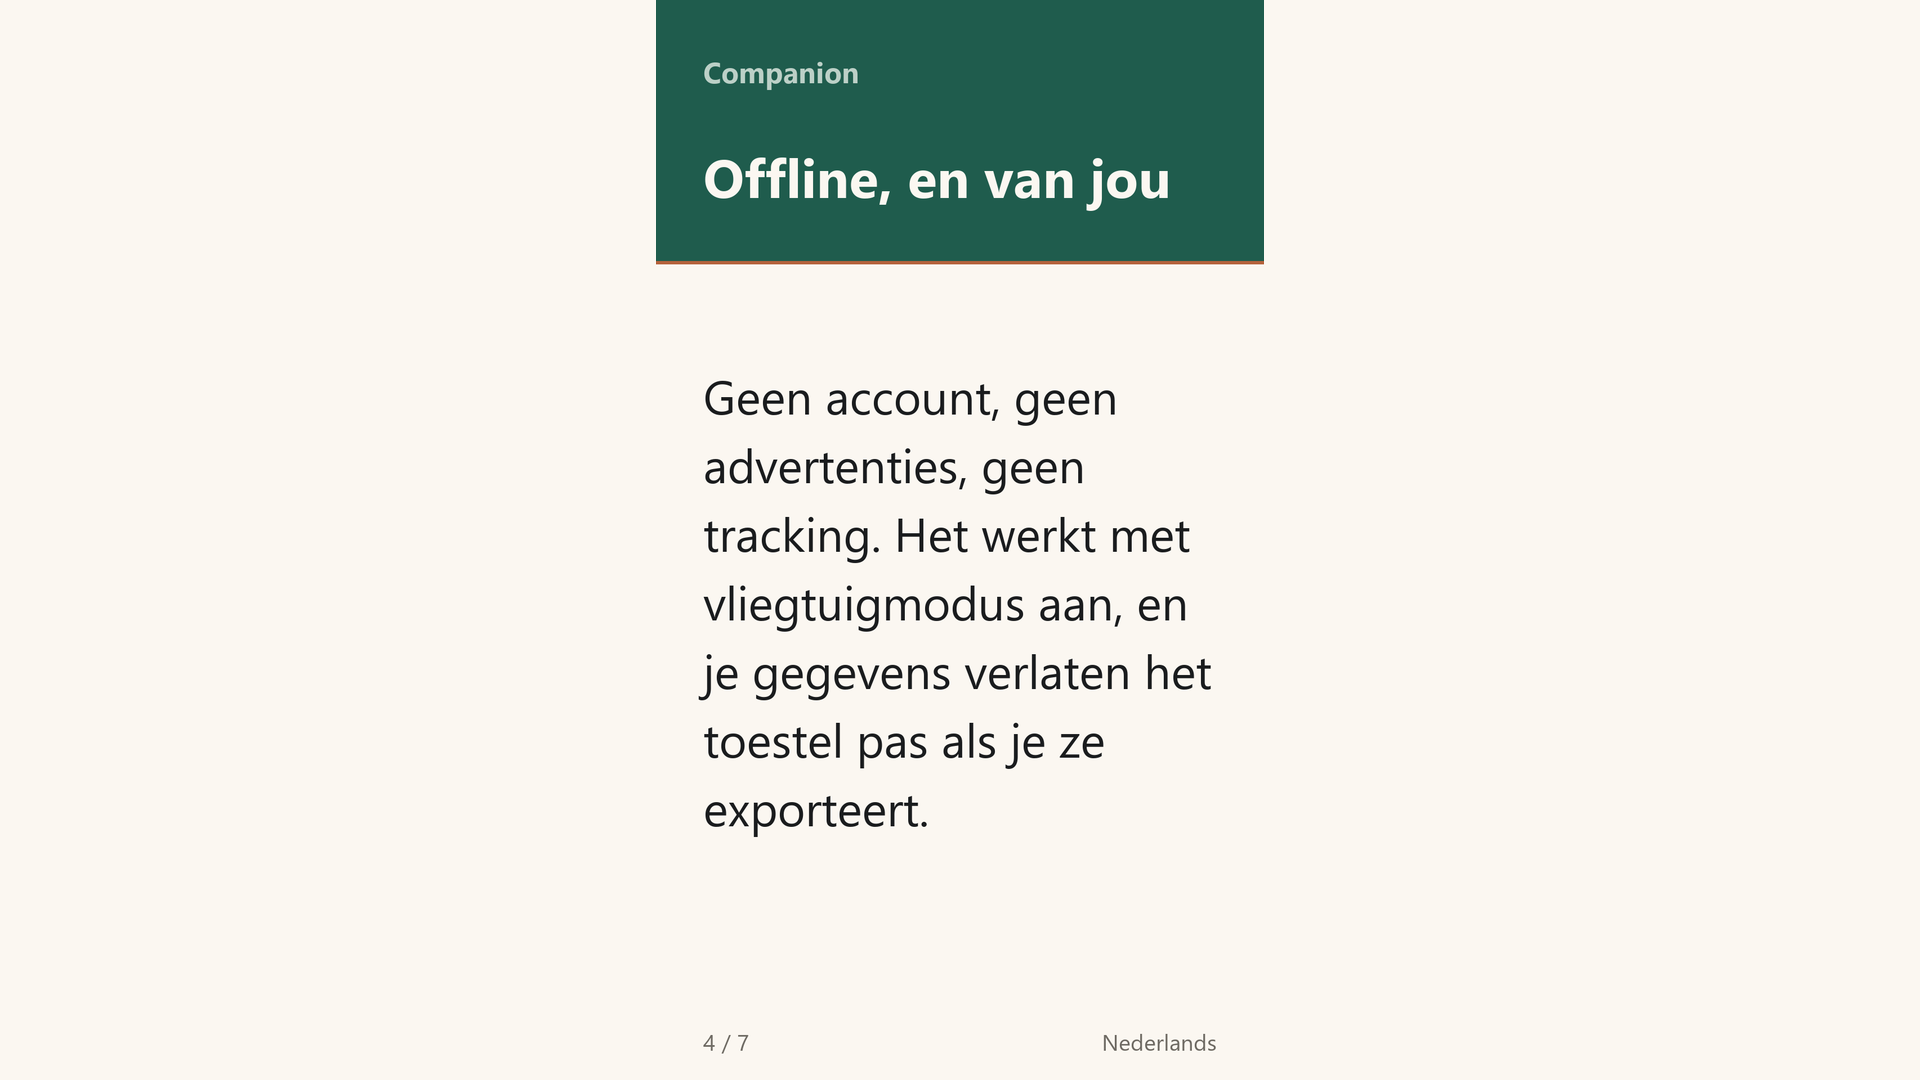 Companion
Offline, en van jou
Geen account, geen
advertenties, geen
tracking. Het werkt met
vliegtuigmodus aan, en
je gegevens verlaten het
toestel pas als je ze
exporteert.
4 / 7
Nederlands